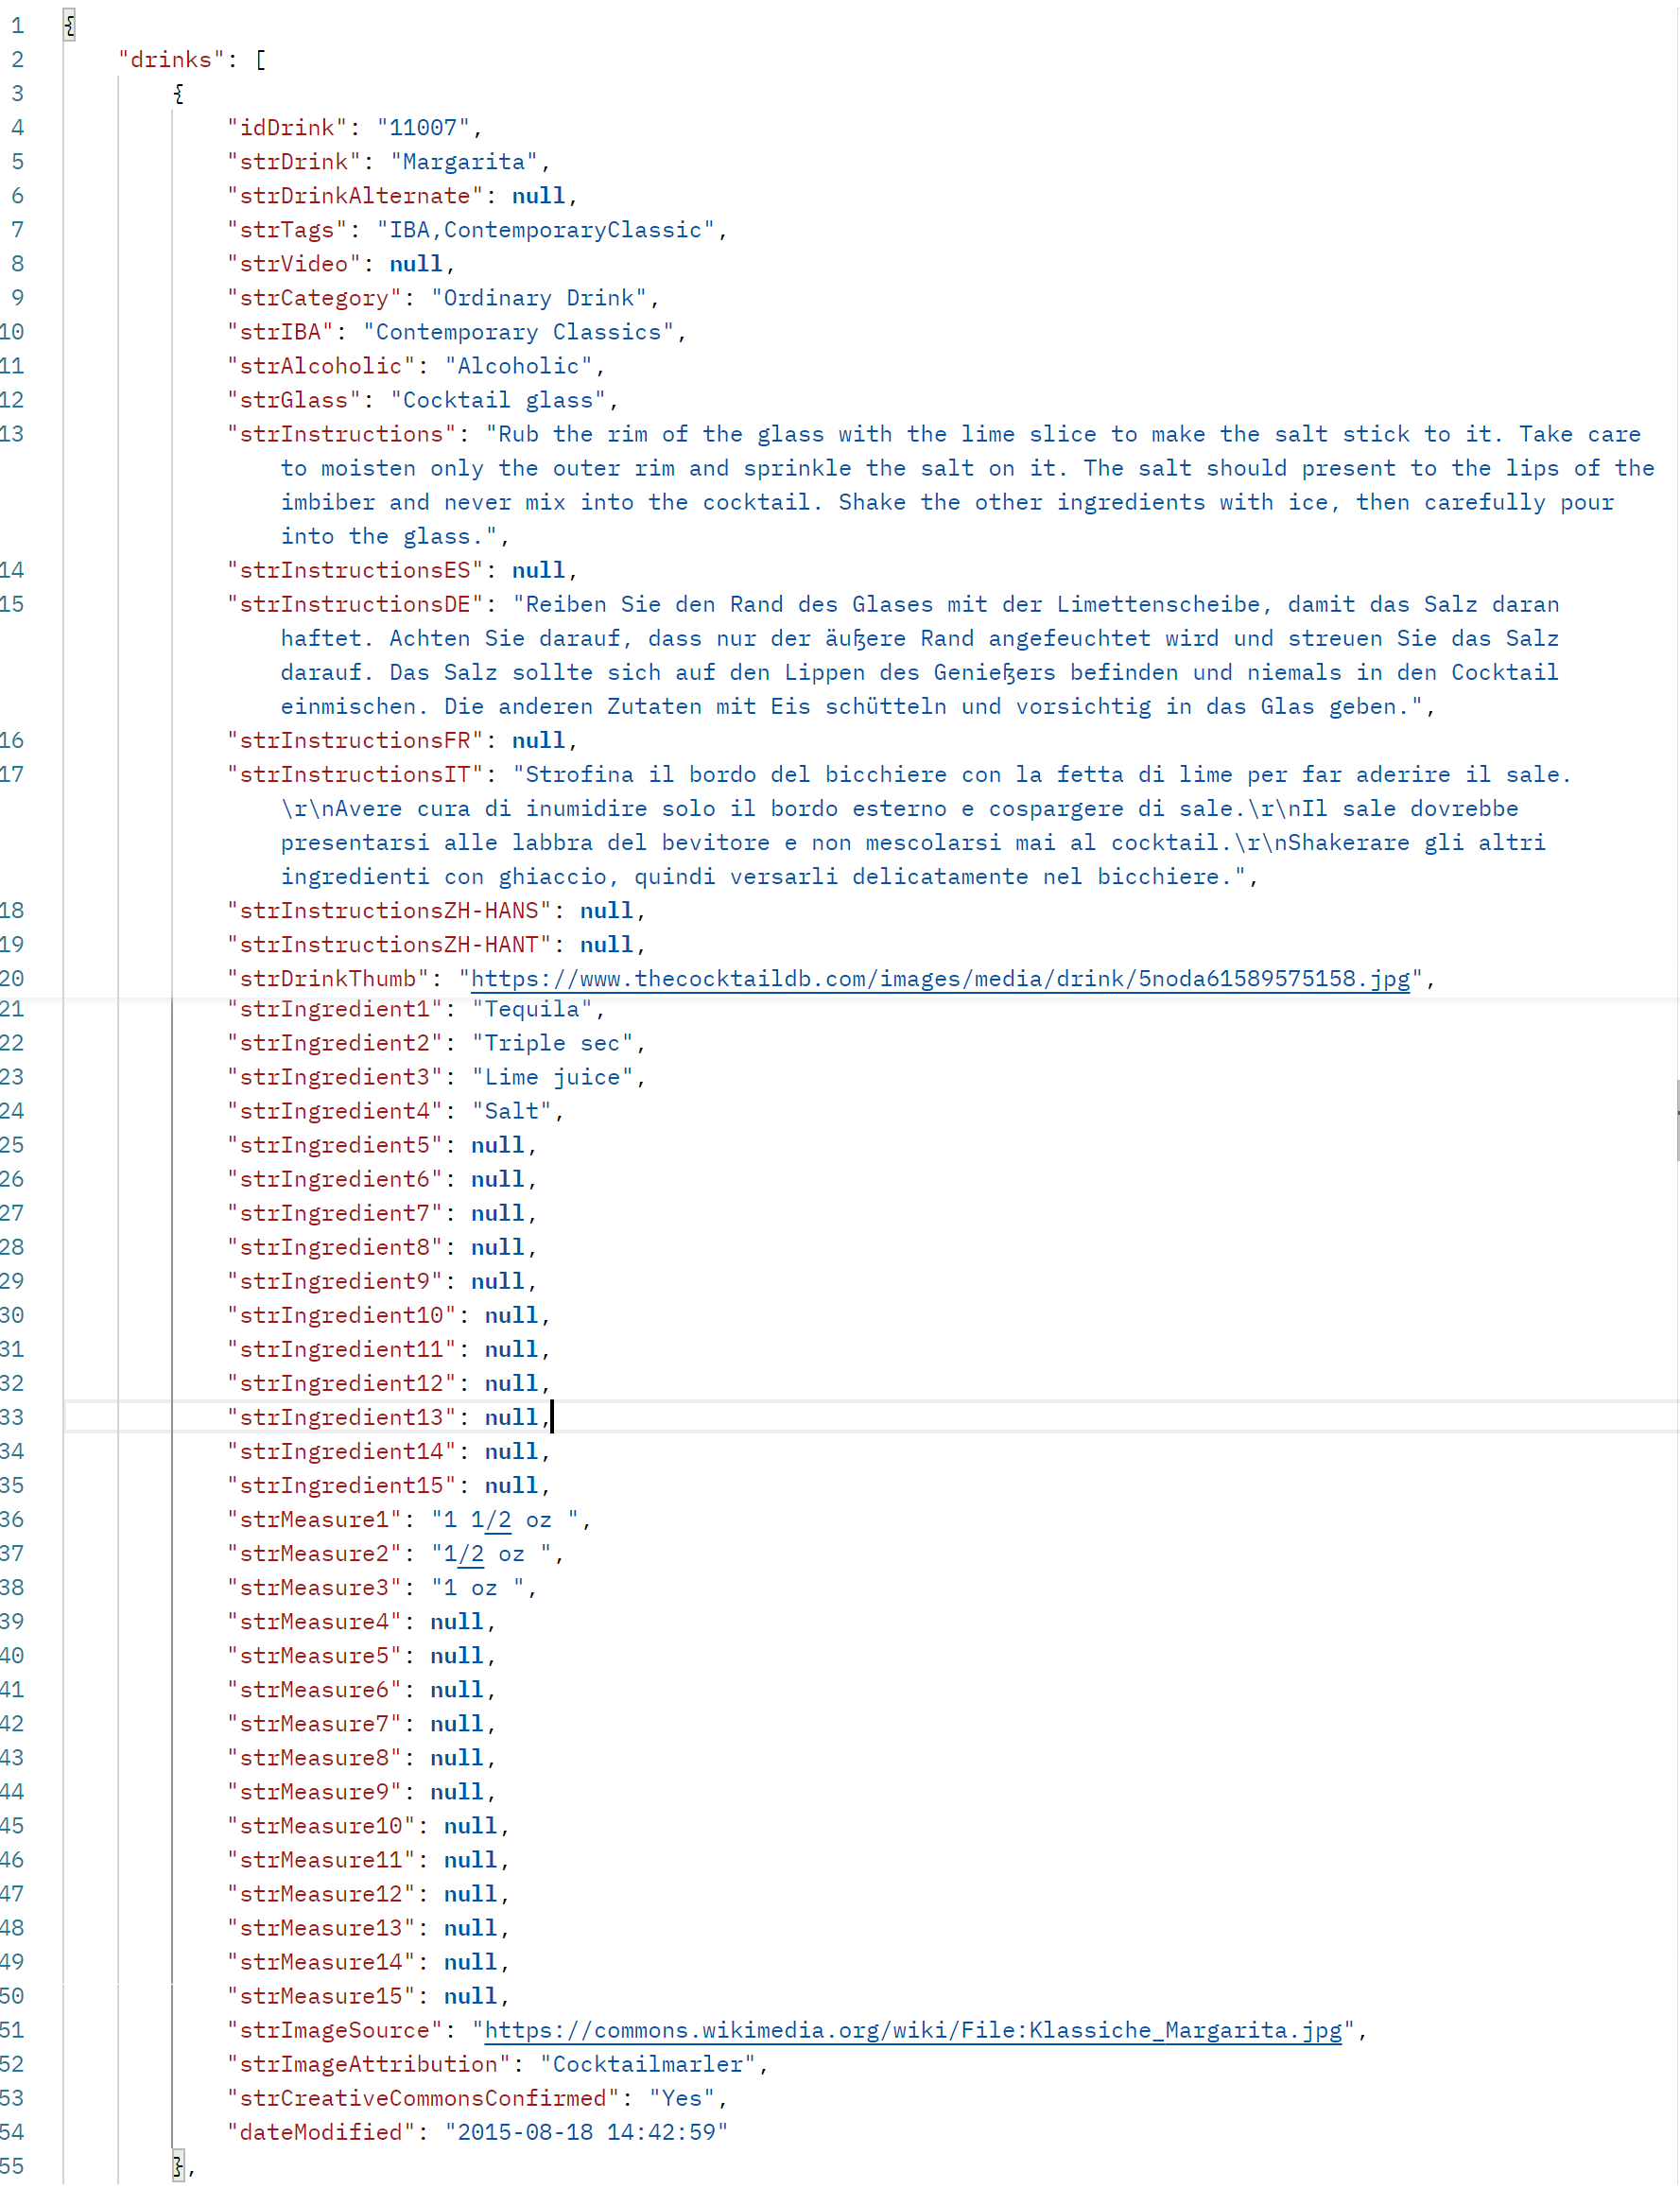 1 {
2 "drinks": [
3 {
4 "idDrink": "11007",
5 "strDrink": "Margarita",
6 "strDrinkAlternate": null,
7 "strTags": "IBA,ContemporaryClassic",
8 "strVideo": null,
9 "strCategory": "Ordinary Drink",
10 "strIBA": "Contemporary Classics",
11 "strAlcoholic": "Alcoholic",
12 "strGlass": "Cocktail glass",
13 "strInstructions": "Rub the rim of the glass with the lime slice to make the salt stick to it. Take care
to moisten only the outer rim and sprinkle the salt on it. The salt should present to the lips of the
imbiber and never mix into the cocktail. Shake the other ingredients with ice, then carefully pour
into the glass.",
14 "strInstructionsES": null,
15 "strInstructionsDE": "Reiben Sie den Rand des Glases mit der Limettenscheibe, damit das Salz daran
haftet. Achten Sie darauf, dass nur der äußere Rand angefeuchtet wird und streuen Sie das Salz
darauf. Das Salz sollte sich auf den Lippen des Genießers befinden und niemals in den Cocktail
einmischen. Die anderen Zutaten mit Eis schütteln und vorsichtig in das Glas geben.",
16 "strInstructionsFR": null,
17 "strInstructionsIT": "Strofina il bordo del bicchiere con la fetta di lime per far aderire il sale.
\r\nAvere cura di inumidire solo il bordo esterno e cospargere di sale.\r\nIl sale dovrebbe
presentarsi alle labbra del bevitore e non mescolarsi mai al cocktail.\r\nShakerare gli altri
ingredienti con ghiaccio, quindi versarli delicatamente nel bicchiere.",
18 "strInstructionsZH-HANS": null,
19 "strInstructionsZH-HANT": null,
20 "strDrinkThumb": "https://www.thecocktaildb.com/images/media/drink/5noda61589575158.jpg",
21 "strIngredient1": "Tequila",
22 "strIngredient2": "Triple sec",
23 "strIngredient3": "Lime juice",
24 "strIngredient4": "Salt",
25 "strIngredient5": null,
26 "strIngredient6": null,
27 "strIngredient7": null,
28 "strIngredient8": null,
29 "strIngredient9": null,
30 "strIngredient10": null,
31 "strIngredient11": null,
32 "strIngredient12": null,
33 "strIngredient13": null,
34 "strIngredient14": null,
35 "strIngredient15": null,
36 "strMeasure1": "1 1/2 oz ",
37 "strMeasure2": "1/2 oz ",
38 "strMeasure3": "1 oz ",
39 "strMeasure4": null,
40 "strMeasure5": null,
41 "strMeasure6": null,
42 "strMeasure7": null,
43 "strMeasure8": null,
44 "strMeasure9": null,
45 "strMeasure10": null,
46 "strMeasure11": null,
47 "strMeasure12": null,
48 "strMeasure13": null,
49 "strMeasure14": null,
50 "strMeasure15": null,
51 "strImageSource": "https://commons.wikimedia.org/wiki/File:Klassiche_Margarita.jpg",
52 "strImageAttribution": "Cocktailmarler",
53 "strCreativeCommonsConfirmed": "Yes",
54 "dateModified": "2015-08-18 14:42:59"
55 },